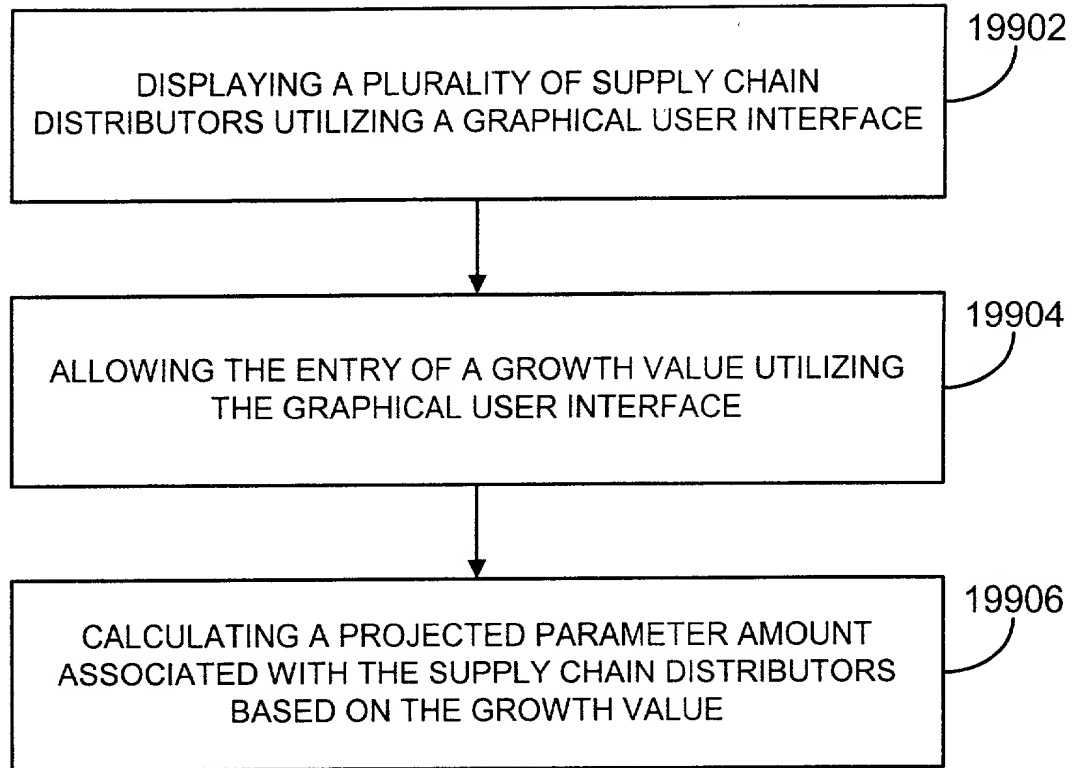 19902
DISPLAYING A PLURALITY OF SUPPLY CHAIN
DISTRIBUTORS UTILIZING A GRAPHICAL USER INTERFACE
19904
ALLOWING THE ENTRY OF A GROWTH VALUE UTILIZING
THE GRAPHICAL USER INTERFACE
19906
CALCULATING A PROJECTED PARAMETER AMOUNT
ASSOCIATED WITH THE SUPPLY CHAIN DISTRIBUTORS
BASED ON THE GROWTH VALUE